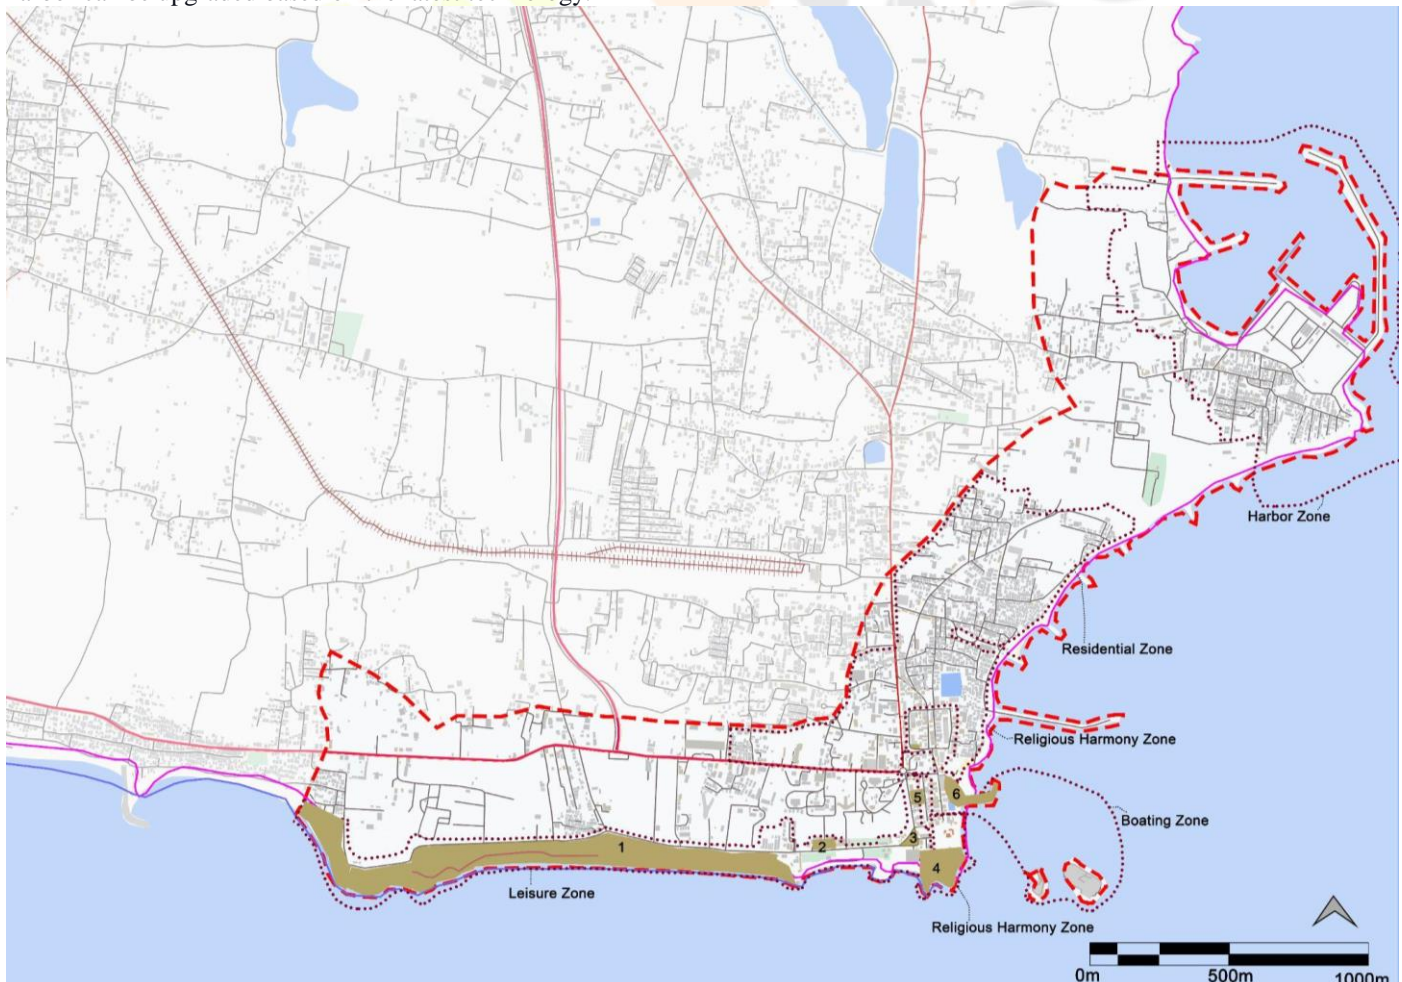 Harbor Zone
Residential Zone
Religious Harmony Zone
5
6
Boating Zone
3
1
2
4
Leisure Zone
Religious Harmony Zone
0m 500m 1000m